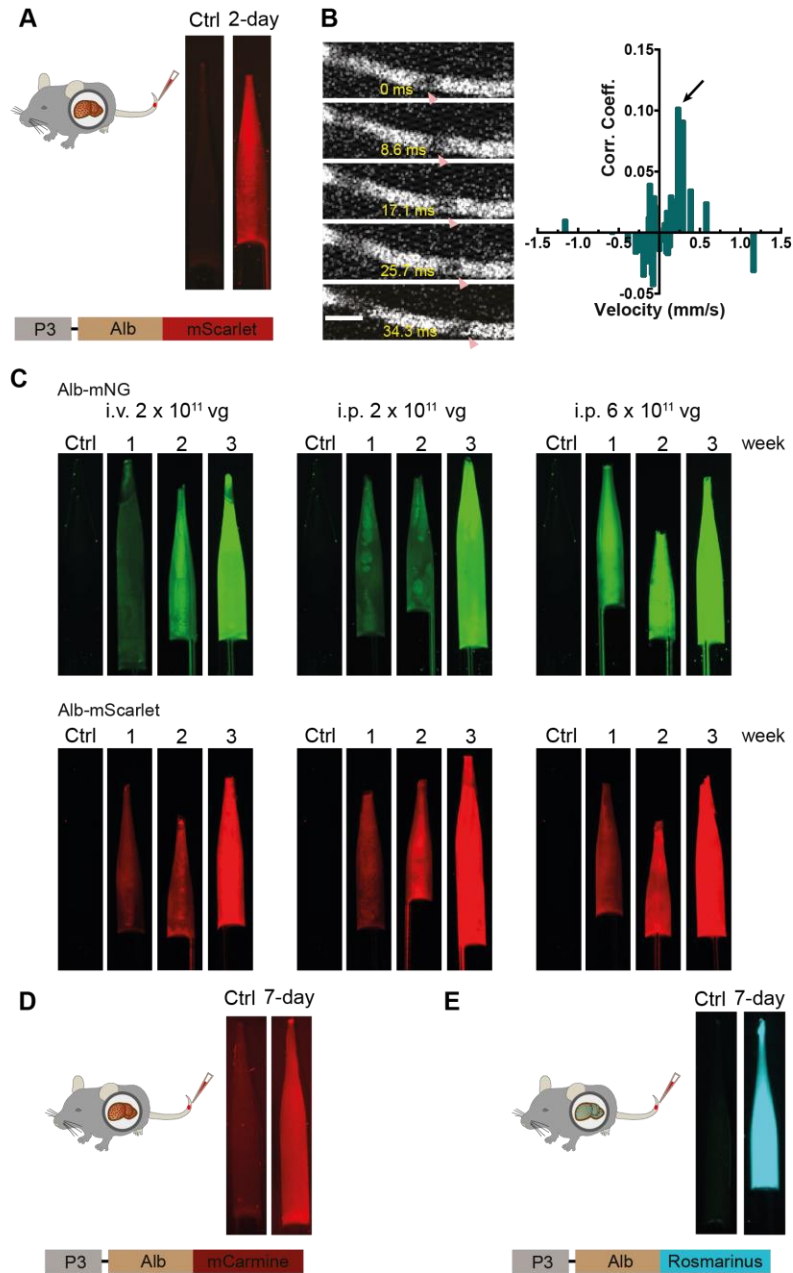 A
Ctrl 2-day
P3 Alb mScarlet
B
0 ms
8.6 ms
17.1 ms
25.7 ms
34.3 ms
0.15
0.10
0.05
-0.05
Corr. Coeff.
-1.5 -1.0 -0.5 0.5 1.0 1.5
Velocity (mm/s)
C
Alb-mNG
i.v. 2 x 10¹¹ vg i.p. 2 x 10¹¹ vg i.p. 6 x 10¹¹ vg
Ctrl 1 2 3 Ctrl 1 2 3 Ctrl 1 2 3 week
Alb-mScarlet
Ctrl 1 2 3 Ctrl 1 2 3 Ctrl 1 2 3 week
D
Ctrl 7-day
P3 Alb mCarmine
E
Ctrl 7-day
P3 Alb Rosmarinus